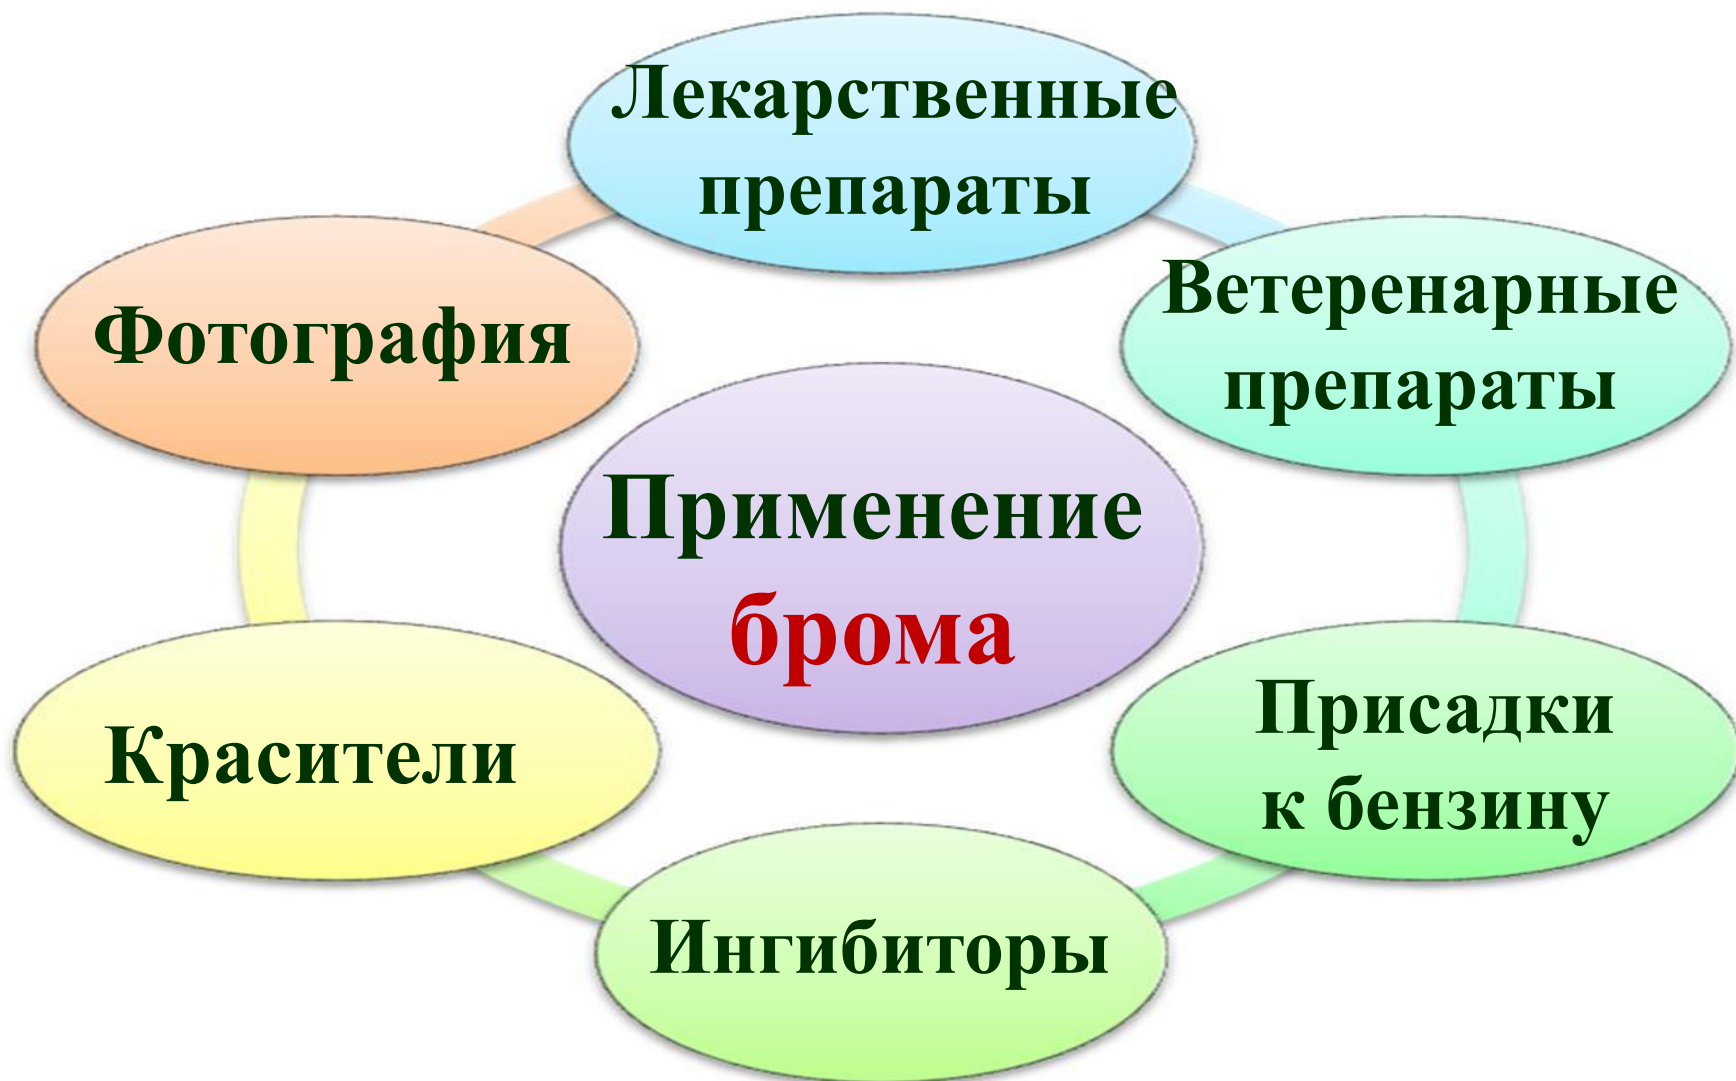 Лекарственные
препараты
Ветеренарные
препараты
Фотография
Применение
брома
Присадки
к бензину
Красители
Ингибиторы